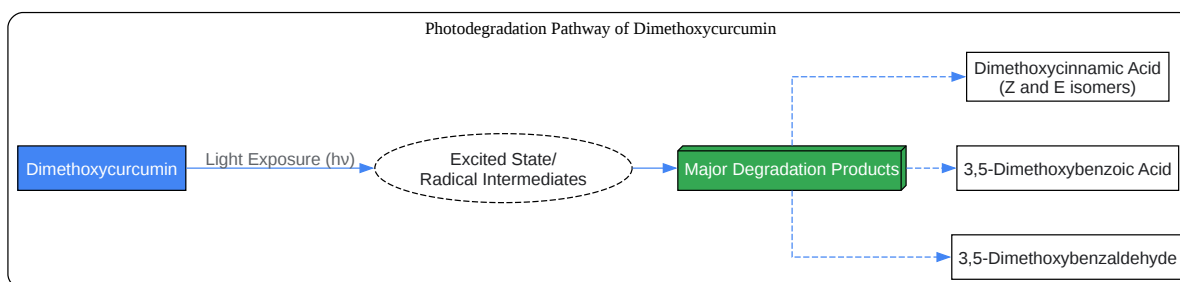 Photodegradation Pathway of Dimethoxycurcumin
Dimethoxycurcumin
Light Exposure (hν)
Excited State/
Radical Intermediates
Major Degradation Products
Dimethoxycinnamic Acid
(Z and E isomers)
3,5-Dimethoxybenzoic Acid
3,5-Dimethoxybenzaldehyde